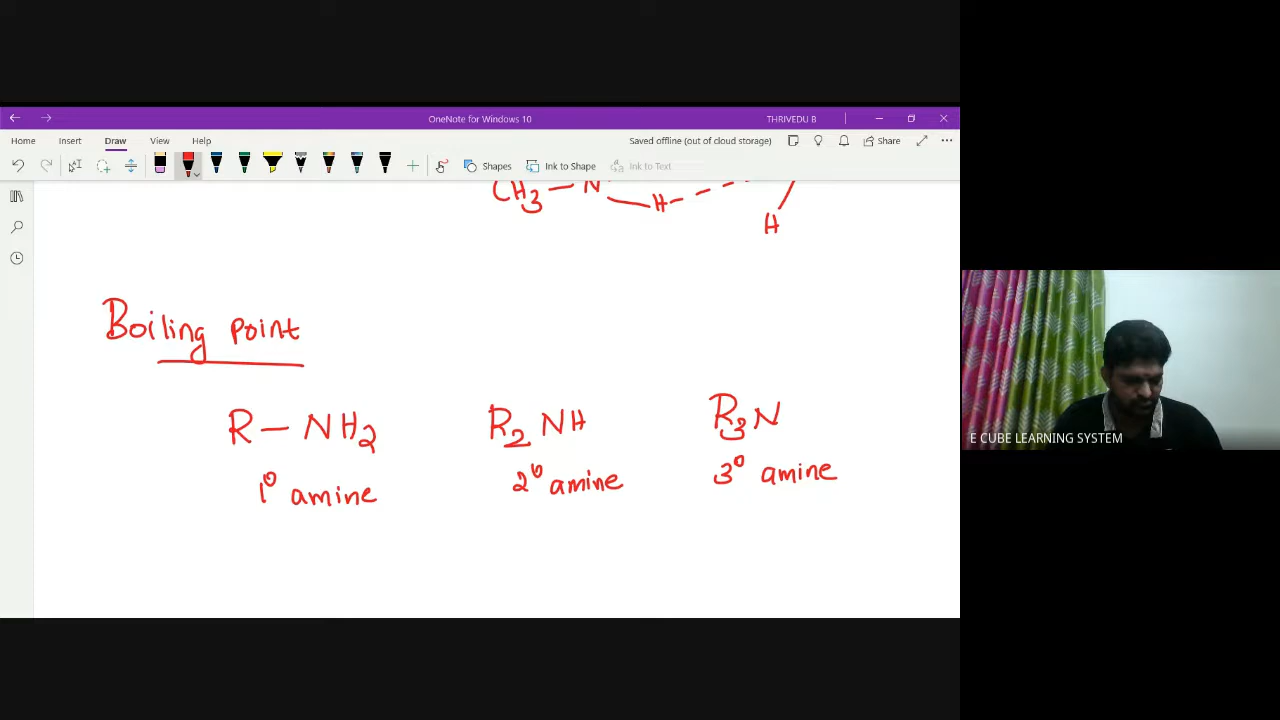 OneNote for Windows 10
THRIVEDU B
Home Insert Draw View Help
Saved offline (out of cloud storage)
Share
Shapes
Ink to Shape
Ink to Text
CH3 — N — H - - -
H
Boiling point
R — NH2 R2 NH R3 N
1° amine 2° amine 3° amine
E CUBE LEARNING SYSTEM